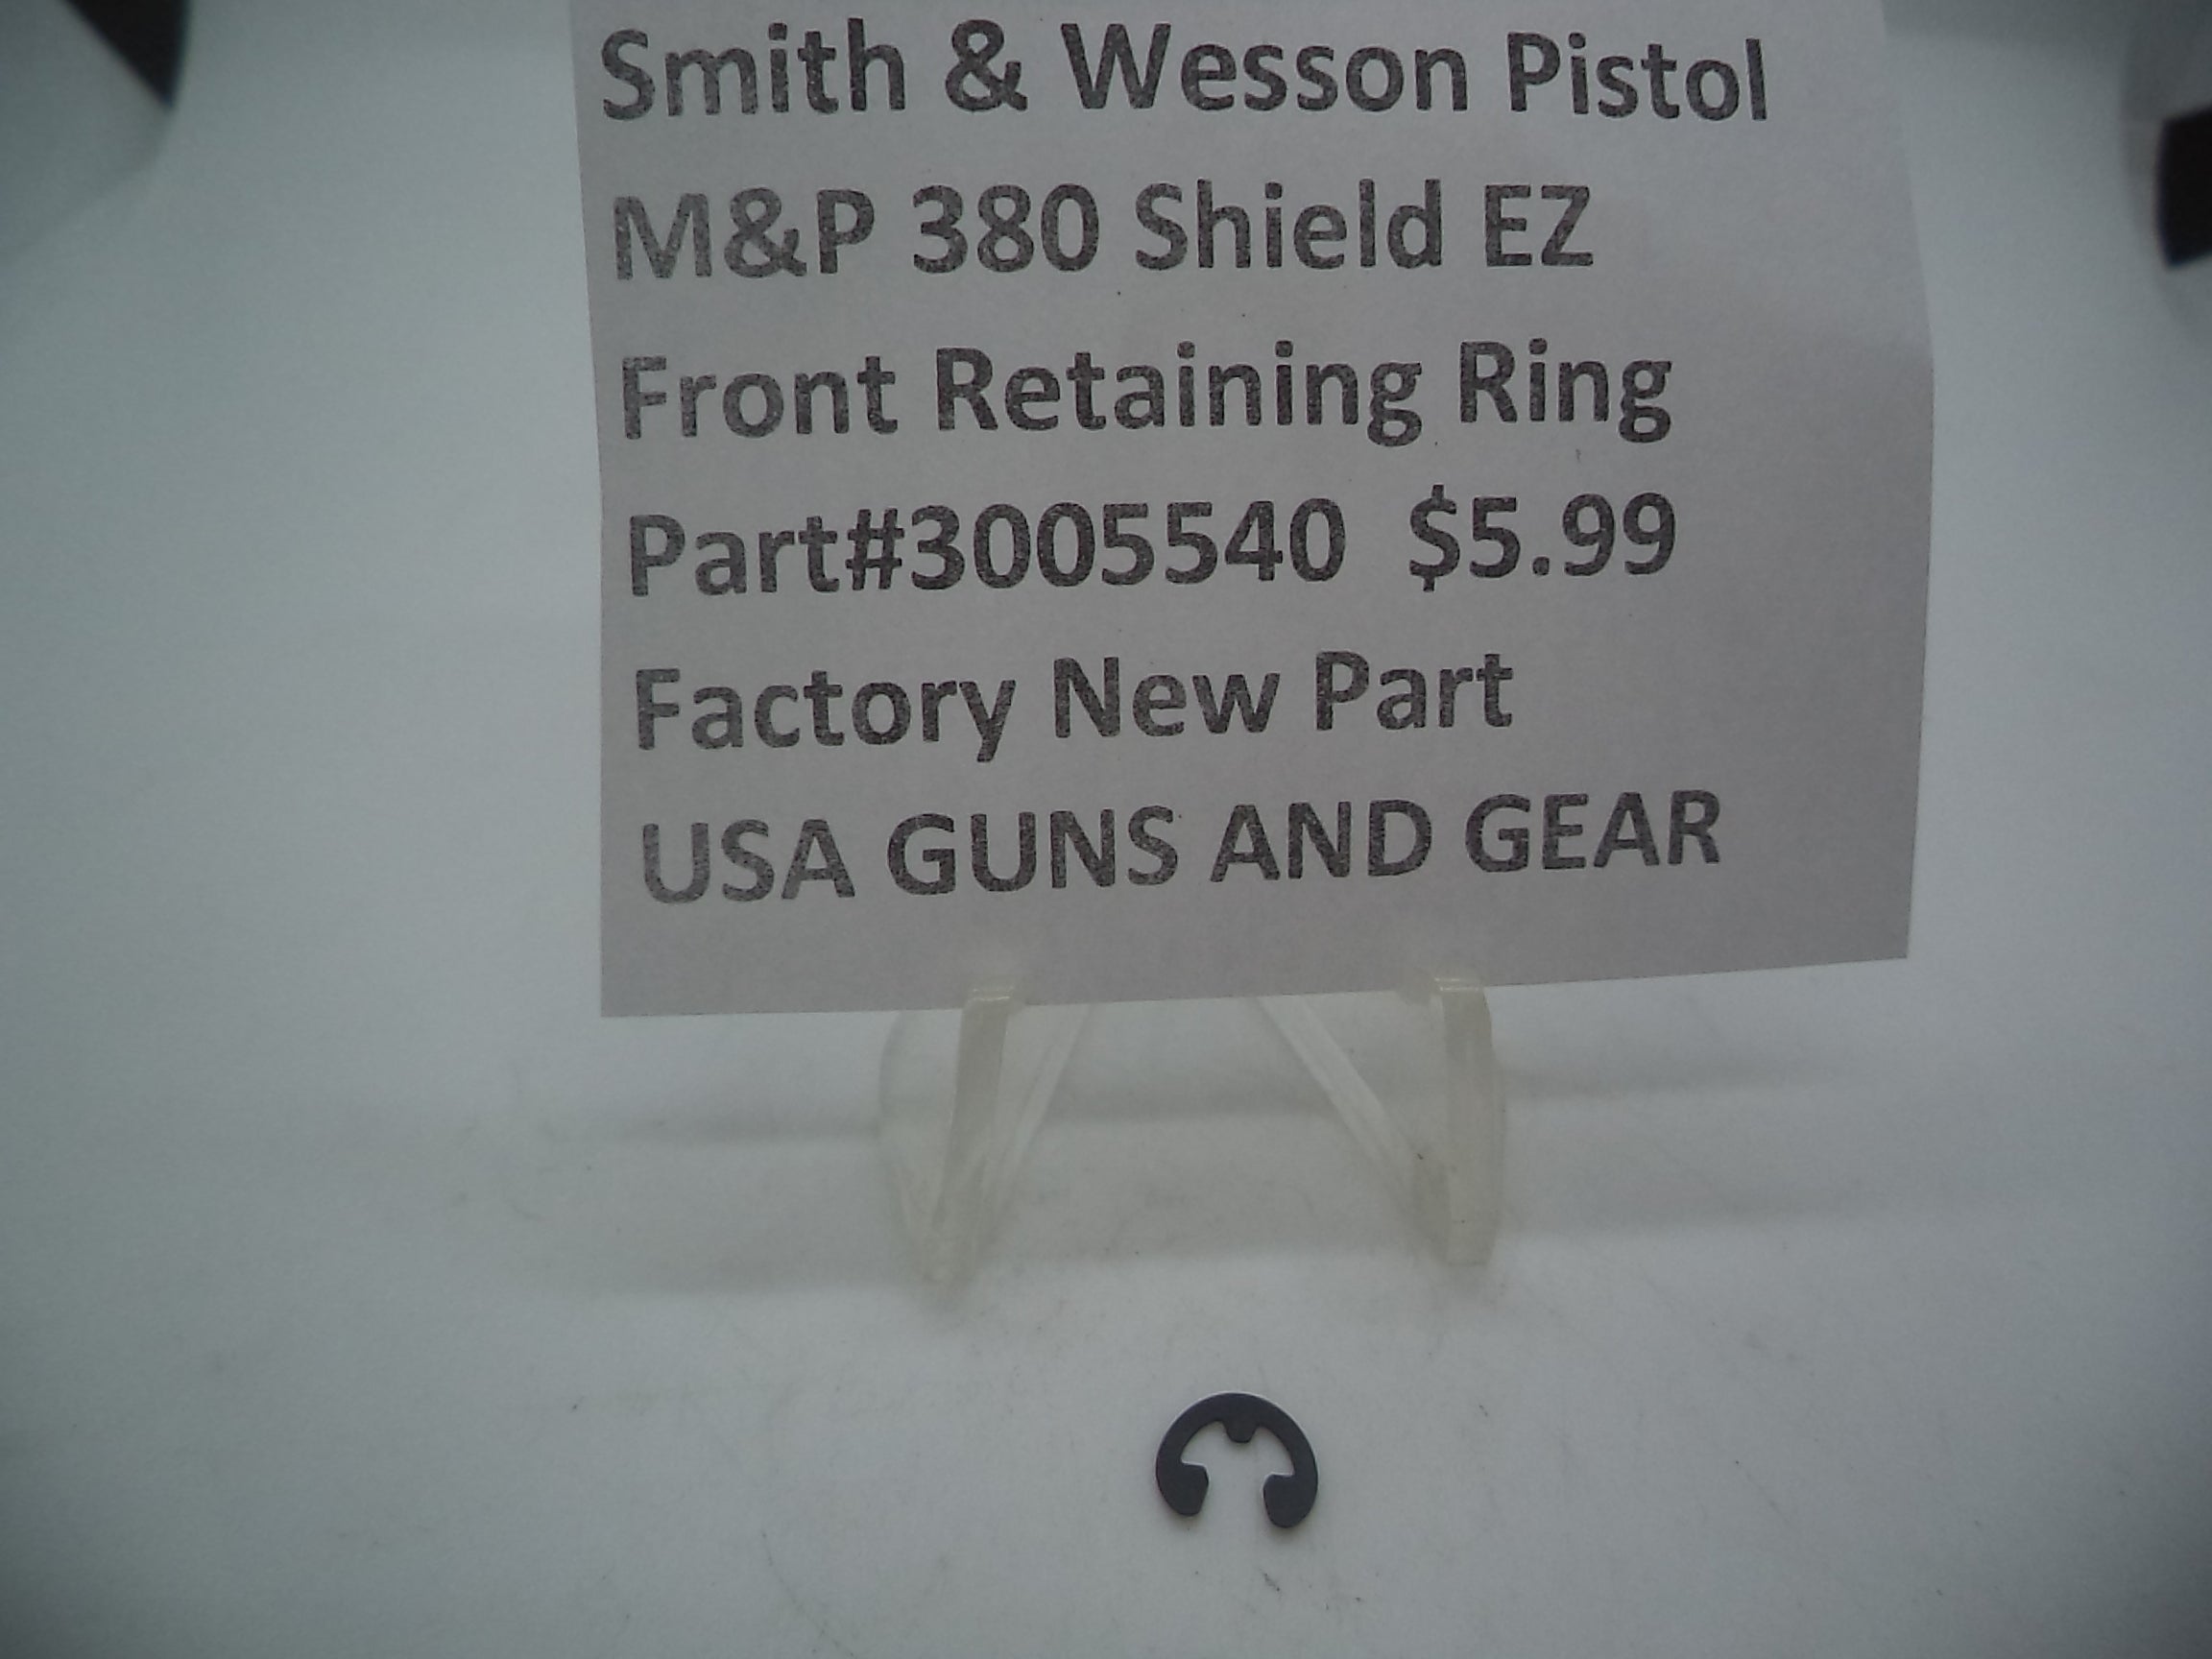 Smith & Wesson Pistol
M&P 380 Shield EZ
Front Retaining Ring
Part#3005540 $5.99
Factory New Part
USA GUNS AND GEAR